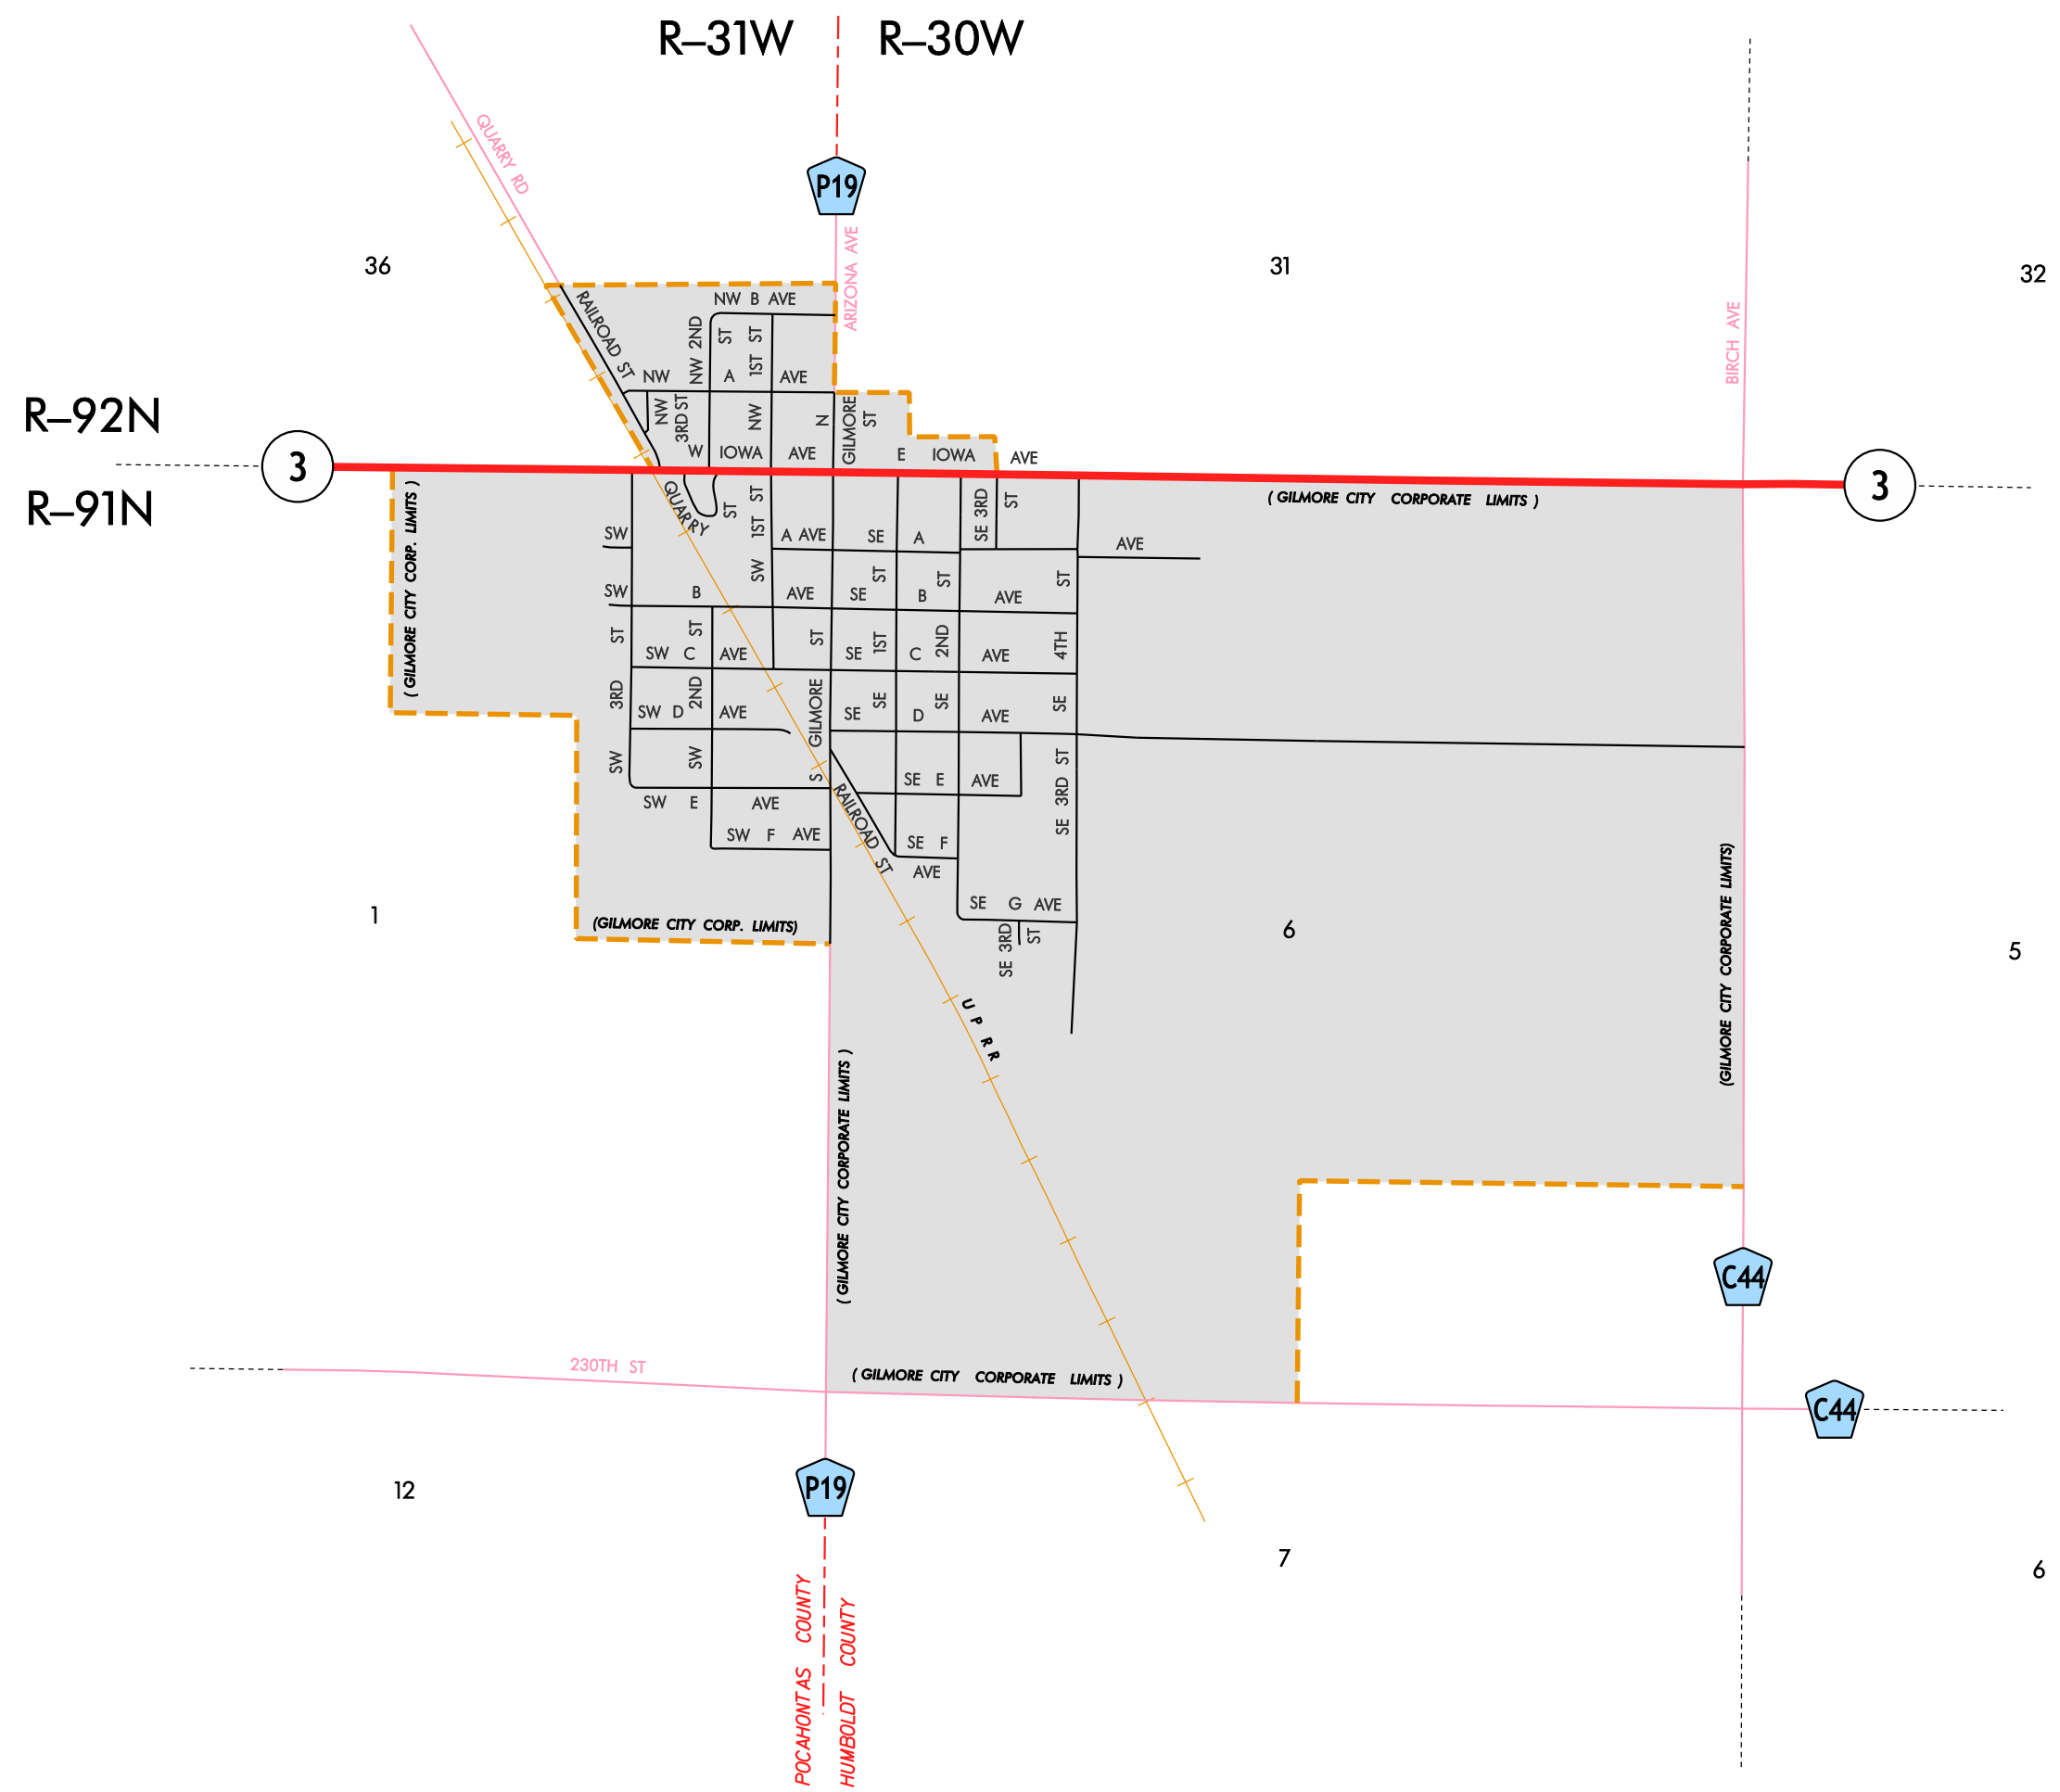 R–31W R–30W
QUARRY RD
P19
ARIZONA AVE
36
31
32
BIRCH AVE
RAILROAD ST
NW B AVE
NW 2ND ST
NW 1ST ST
NW A AVE
NW 3RD ST
N GILMORE ST
R–92N
W IOWA AVE
E IOWA AVE
3
3
R–91N
( GILMORE CITY CORP. LIMITS )
( GILMORE CITY CORPORATE LIMITS )
QUARRY ST
SW 1ST ST
SE 3RD ST
SW A AVE
SE A AVE
SW B AVE
SE B AVE
SW C AVE
SE C AVE
SW D AVE
SE D AVE
SW 3RD ST
SW 2ND ST
S GILMORE ST
SE 1ST ST
SE 2ND ST
SE 4TH ST
SE 3RD ST
SW E AVE
SE E AVE
SW F AVE
SE F AVE
RAILROAD ST
SE G AVE
SE 3RD ST
(GILMORE CITY CORP. LIMITS)
1
6
5
(GILMORE CITY CORPORATE LIMITS)
U P R R
( GILMORE CITY CORPORATE LIMITS )
C44
230TH ST
( GILMORE CITY CORPORATE LIMITS )
C44
12
P19
7
6
POCAHONTAS COUNTY
HUMBOLDT COUNTY